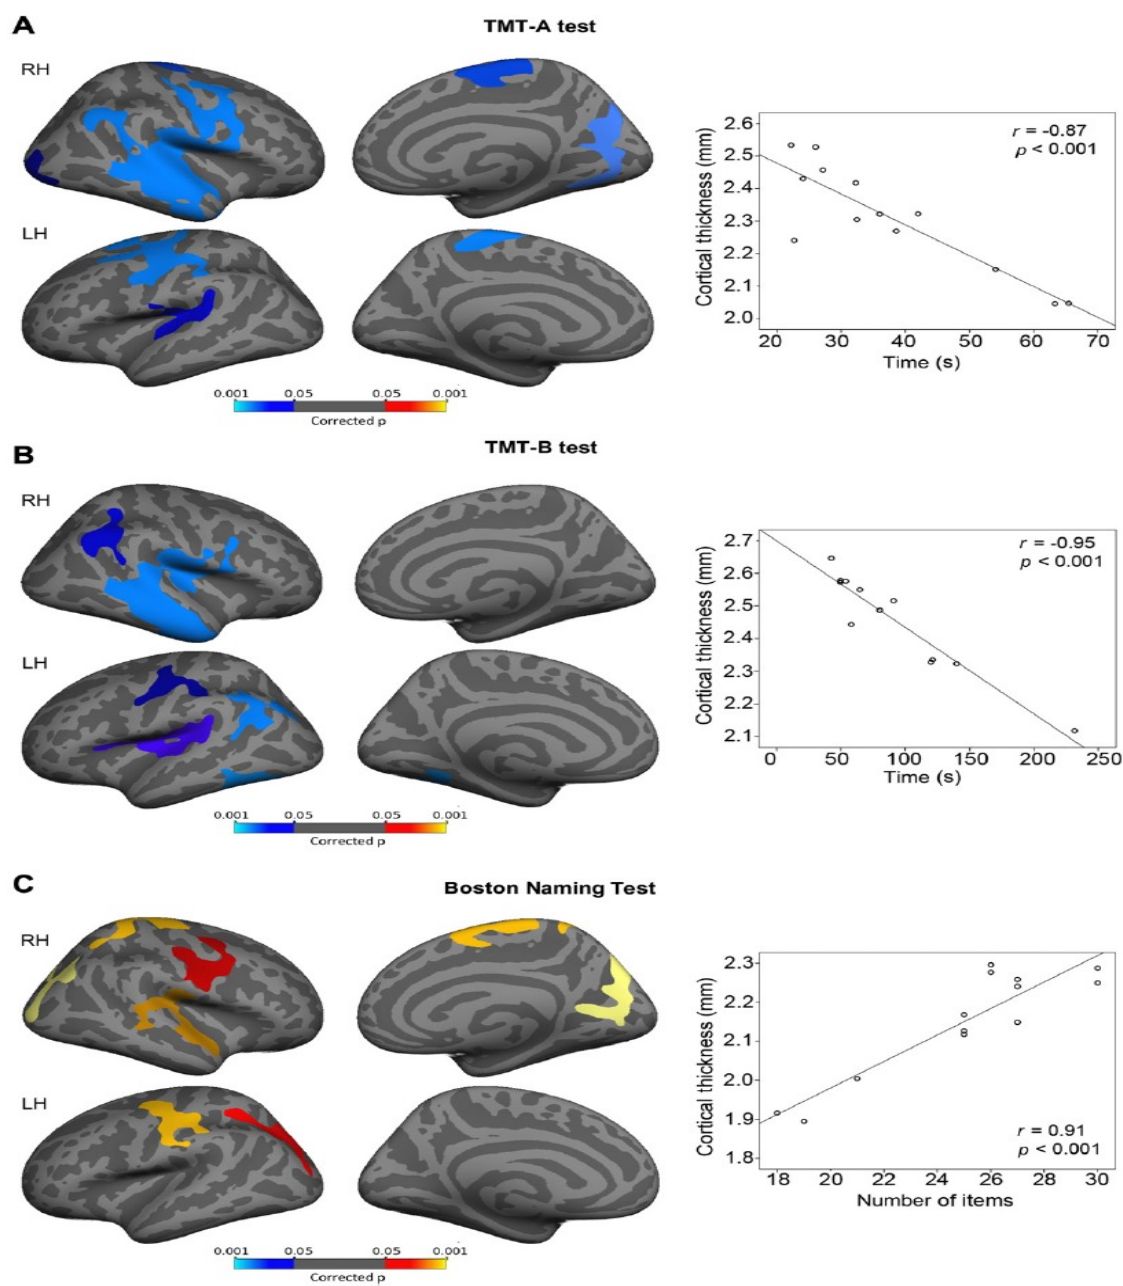 A
TMT-A test
RH
LH
0.001 0.05 0.05 0.001
Corrected p
r = -0.87
p < 0.001
Cortical thickness (mm)
2.6
2.5
2.4
2.3
2.2
2.1
2.0
20 30 40 50 60 70
Time (s)
B
TMT-B test
RH
LH
0.001 0.05 0.05 0.001
Corrected p
r = -0.95
p < 0.001
Cortical thickness (mm)
2.7
2.6
2.5
2.4
2.3
2.2
2.1
0 50 100 150 200 250
Time (s)
C
Boston Naming Test
RH
LH
0.001 0.05 0.05 0.001
Corrected p
Cortical thickness (mm)
2.3
2.2
2.1
2.0
1.9
1.8
r = 0.91
p < 0.001
18 20 22 24 26 28 30
Number of items